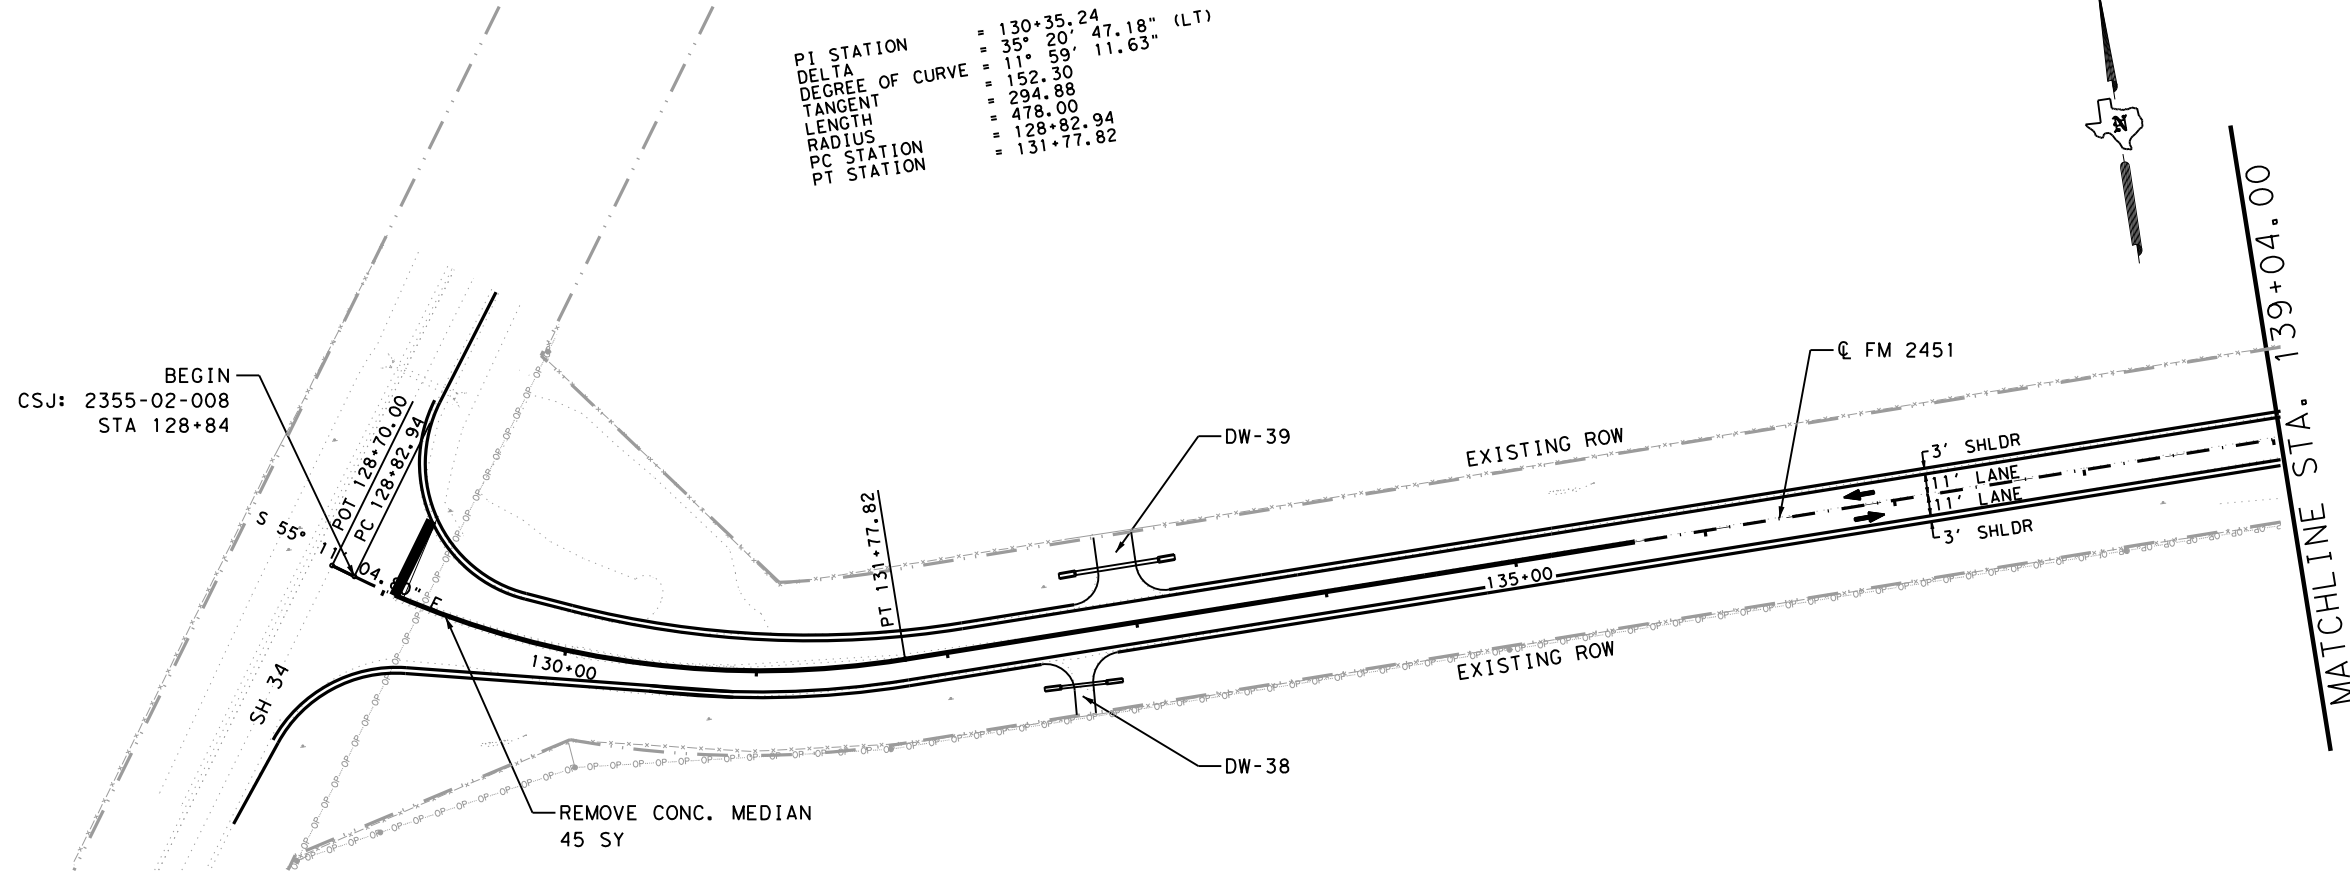 PI STATION = 130+35.24
DELTA = 35° 20' 47.18" (LT)
DEGREE OF CURVE = 11° 59' 11.63"
TANGENT = 152.30
LENGTH = 294.88
RADIUS = 478.00
PC STATION = 128+82.94
PT STATION = 131+77.82
N
MATCHLINE STA. 139+04.00
BEGIN
CSJ: 2355-02-008
STA 128+84
POT 128+70.00
PC 128+82.94
S 55° 11' 04.80" E
PT 131+77.82
DW-39
EXISTING ROW
℄ FM 2451
3' SHLDR
11' LANE
11' LANE
3' SHLDR
135+00
130+00
SH 34
EXISTING ROW
DW-38
REMOVE CONC. MEDIAN
45 SY